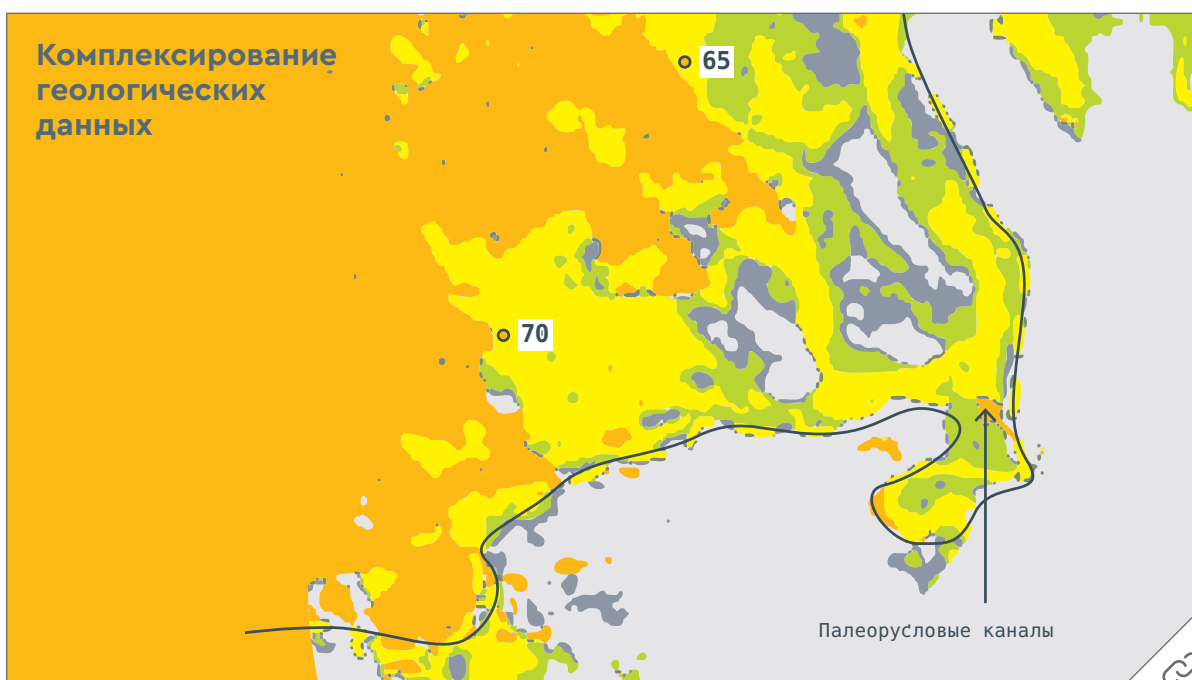 Комплексирование
геологических
данных
65
70
Палеорусловые каналы